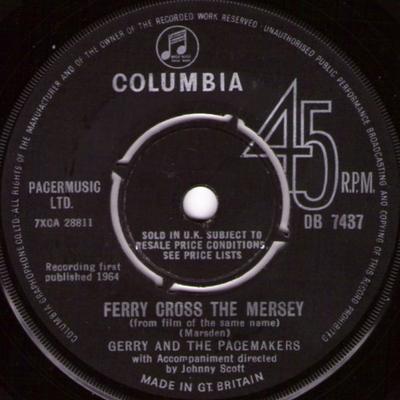 ALL RIGHTS OF THE MANUFACTURER AND OF THE OWNER OF THE RECORDED WORK RESERVED UNAUTHORISED PUBLIC PERFORMANCE BROADCASTING AND COPYING OF THIS RECORD PROHIBITED
COLUMBIA GRAPHOPHONE CO. LTD.
COLUMBIA
45
R.P.M.
PAGERMUSIC
LTD.
7XCA 28811
DB 7437
SOLD IN U.K. SUBJECT TO
RESALE PRICE CONDITIONS,
SEE PRICE LISTS
Recording first
published 1964
FERRY CROSS THE MERSEY
(from film of the same name)
(Marsden)
GERRY AND THE PACEMAKERS
with Accompaniment directed
by Johnny Scott
MADE IN GT. BRITAIN